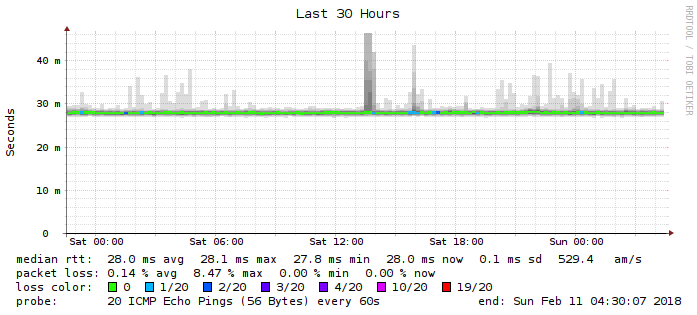 Last 30 Hours
RRDTOOL / TOBI OETIKER
Seconds
40 m
30 m
20 m
10 m
0
Sat 00:00 Sat 06:00 Sat 12:00 Sat 18:00 Sun 00:00
median rtt: 28.0 ms avg 28.1 ms max 27.8 ms min 28.0 ms now 0.1 ms sd 529.4 am/s
packet loss: 0.14 % avg 8.47 % max 0.00 % min 0.00 % now
loss color: 0 1/20 2/20 3/20 4/20 10/20 19/20
probe: 20 ICMP Echo Pings (56 Bytes) every 60s end: Sun Feb 11 04:30:07 2018